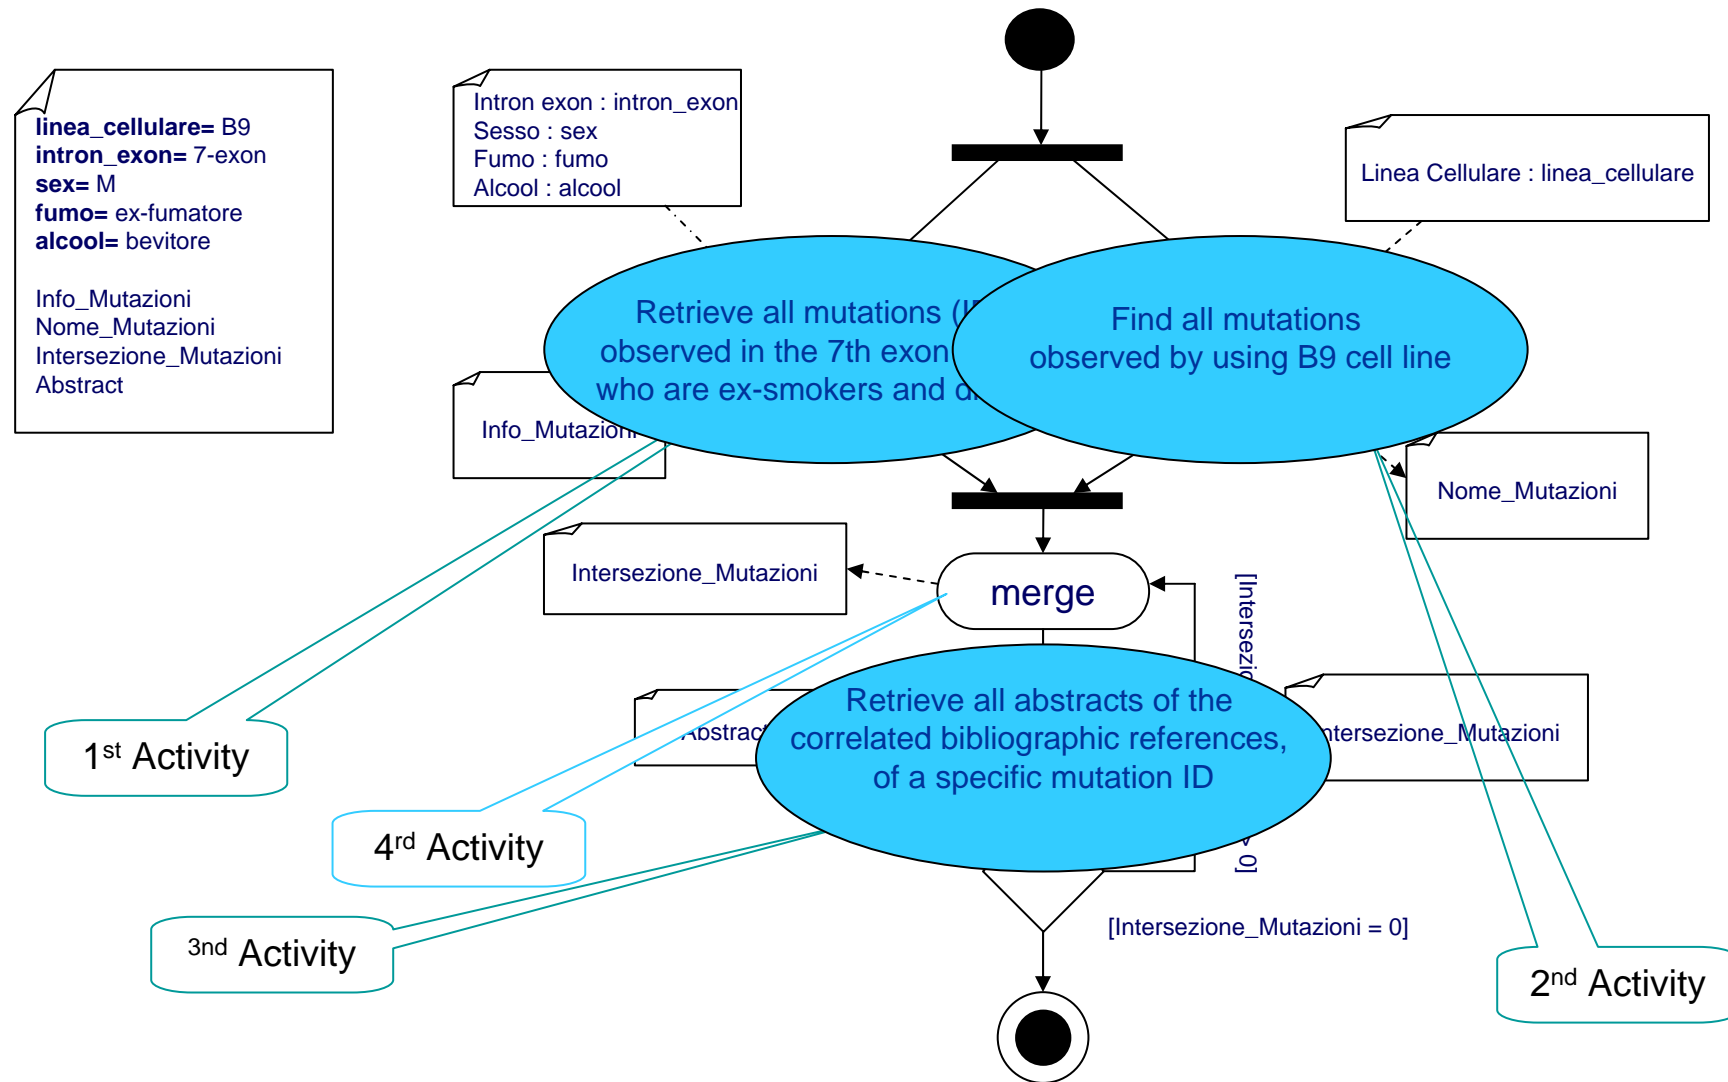 linea_cellulare= B9
intron_exon= 7-exon
sex= M
fumo= ex-fumatore
alcool= bevitore
Info_Mutazioni
Nome_Mutazioni
Intersezione_Mutazioni
Abstract
Intron exon : intron_exon
Sesso : sex
Fumo : fumo
Alcool : alcool
Linea Cellulare : linea_cellulare
Retrieve all mutations
observed in the 7th exon
who are ex-smokers and
Find all mutations
observed by using B9 cell line
Info_Mutazioni
Nome_Mutazioni
Intersezione_Mutazioni
merge
Retrieve all abstracts of the
correlated bibliographic references,
of a specific mutation ID
1st Activity
4rd Activity
3nd Activity
2nd Activity
[Intersezione_Mutazioni = 0]